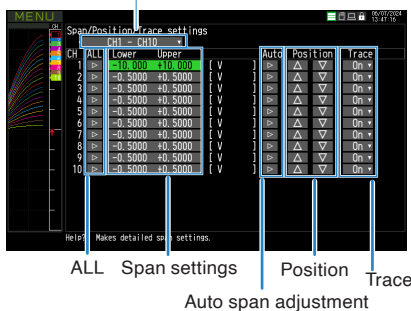 MENU
06/07/2024
13:47:16
CH
Span/Position/Trace settings
CH1 - CH10 ▼
CH ALL Lower Upper Auto Position Trace
1 ▷ -10.000 +10.000 [ V ] ▷ △ ▽ On ▼
2 ▷ -0.5000 +0.5000 [ V ] ▷ △ ▽ On ▼
3 ▷ -0.5000 +0.5000 [ V ] ▷ △ ▽ On ▼
4 ▷ -0.5000 +0.5000 [ V ] ▷ △ ▽ On ▼
5 ▷ -0.5000 +0.5000 [ V ] ▷ △ ▽ On ▼
6 ▷ -0.5000 +0.5000 [ V ] ▷ △ ▽ On ▼
7 ▷ -0.5000 +0.5000 [ V ] ▷ △ ▽ On ▼
8 ▷ -0.5000 +0.5000 [ V ] ▷ △ ▽ On ▼
9 ▷ -0.5000 +0.5000 [ V ] ▷ △ ▽ On ▼
10 ▷ -0.5000 +0.5000 [ V ] ▷ △ ▽ On ▼
Help? Makes detailed span settings.
ALL Span settings Position Trace
Auto span adjustment